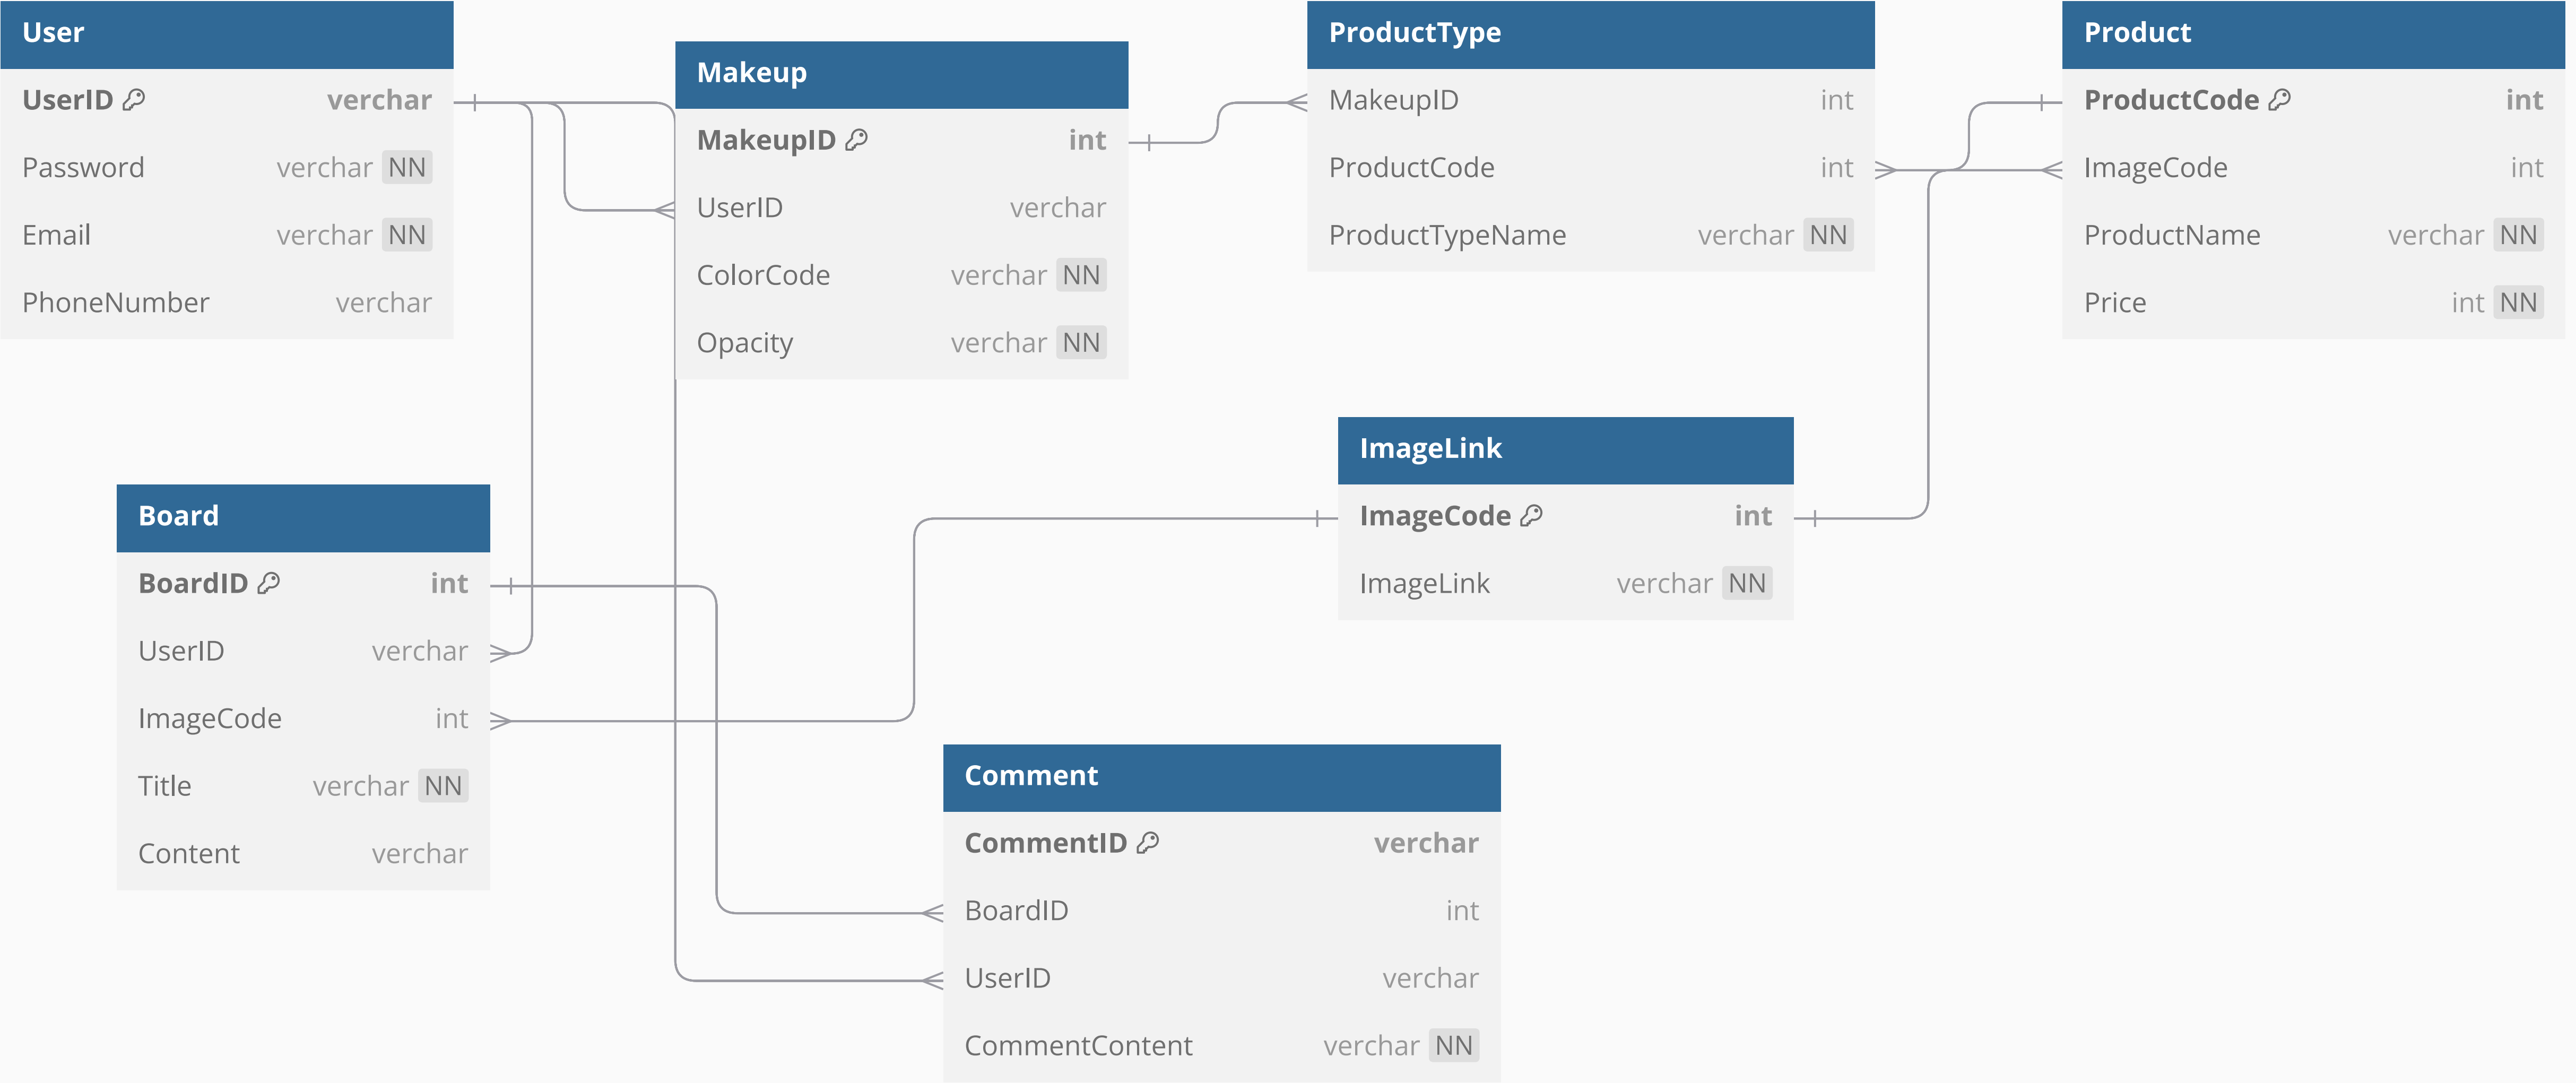 User
UserID verchar
Password verchar NN
Email verchar NN
PhoneNumber verchar
Makeup
MakeupID int
UserID verchar
ColorCode verchar NN
Opacity verchar NN
ProductType
MakeupID int
ProductCode int
ProductTypeName verchar NN
Product
ProductCode int
ImageCode int
ProductName verchar NN
Price int NN
Board
BoardID int
UserID verchar
ImageCode int
Title verchar NN
Content verchar
ImageLink
ImageCode int
ImageLink verchar NN
Comment
CommentID verchar
BoardID int
UserID verchar
CommentContent verchar NN